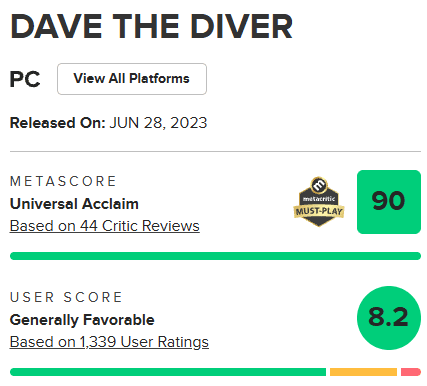 DAVE THE DIVER
PC View All Platforms
Released On: JUN 28, 2023
METASCORE
Universal Acclaim
Based on 44 Critic Reviews
m
metacritic
MUST-PLAY
90
USER SCORE
Generally Favorable
Based on 1,339 User Ratings
8.2